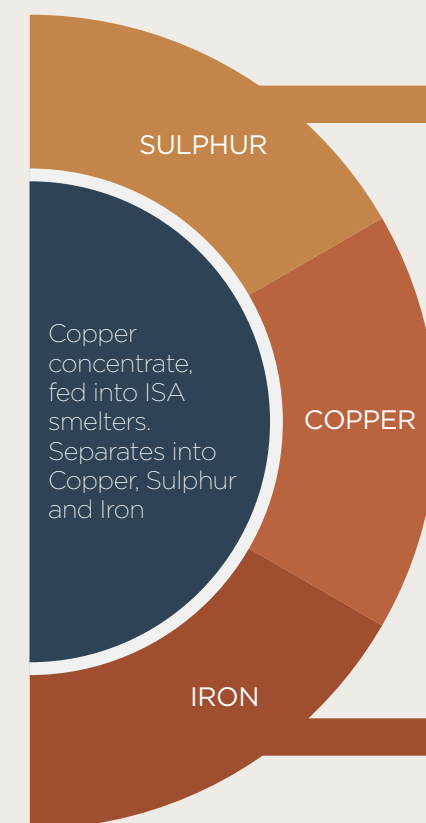 SULPHUR
Copper
concentrate,
fed into ISA
smelters.
Separates into
Copper, Sulphur
and Iron
COPPER
IRON